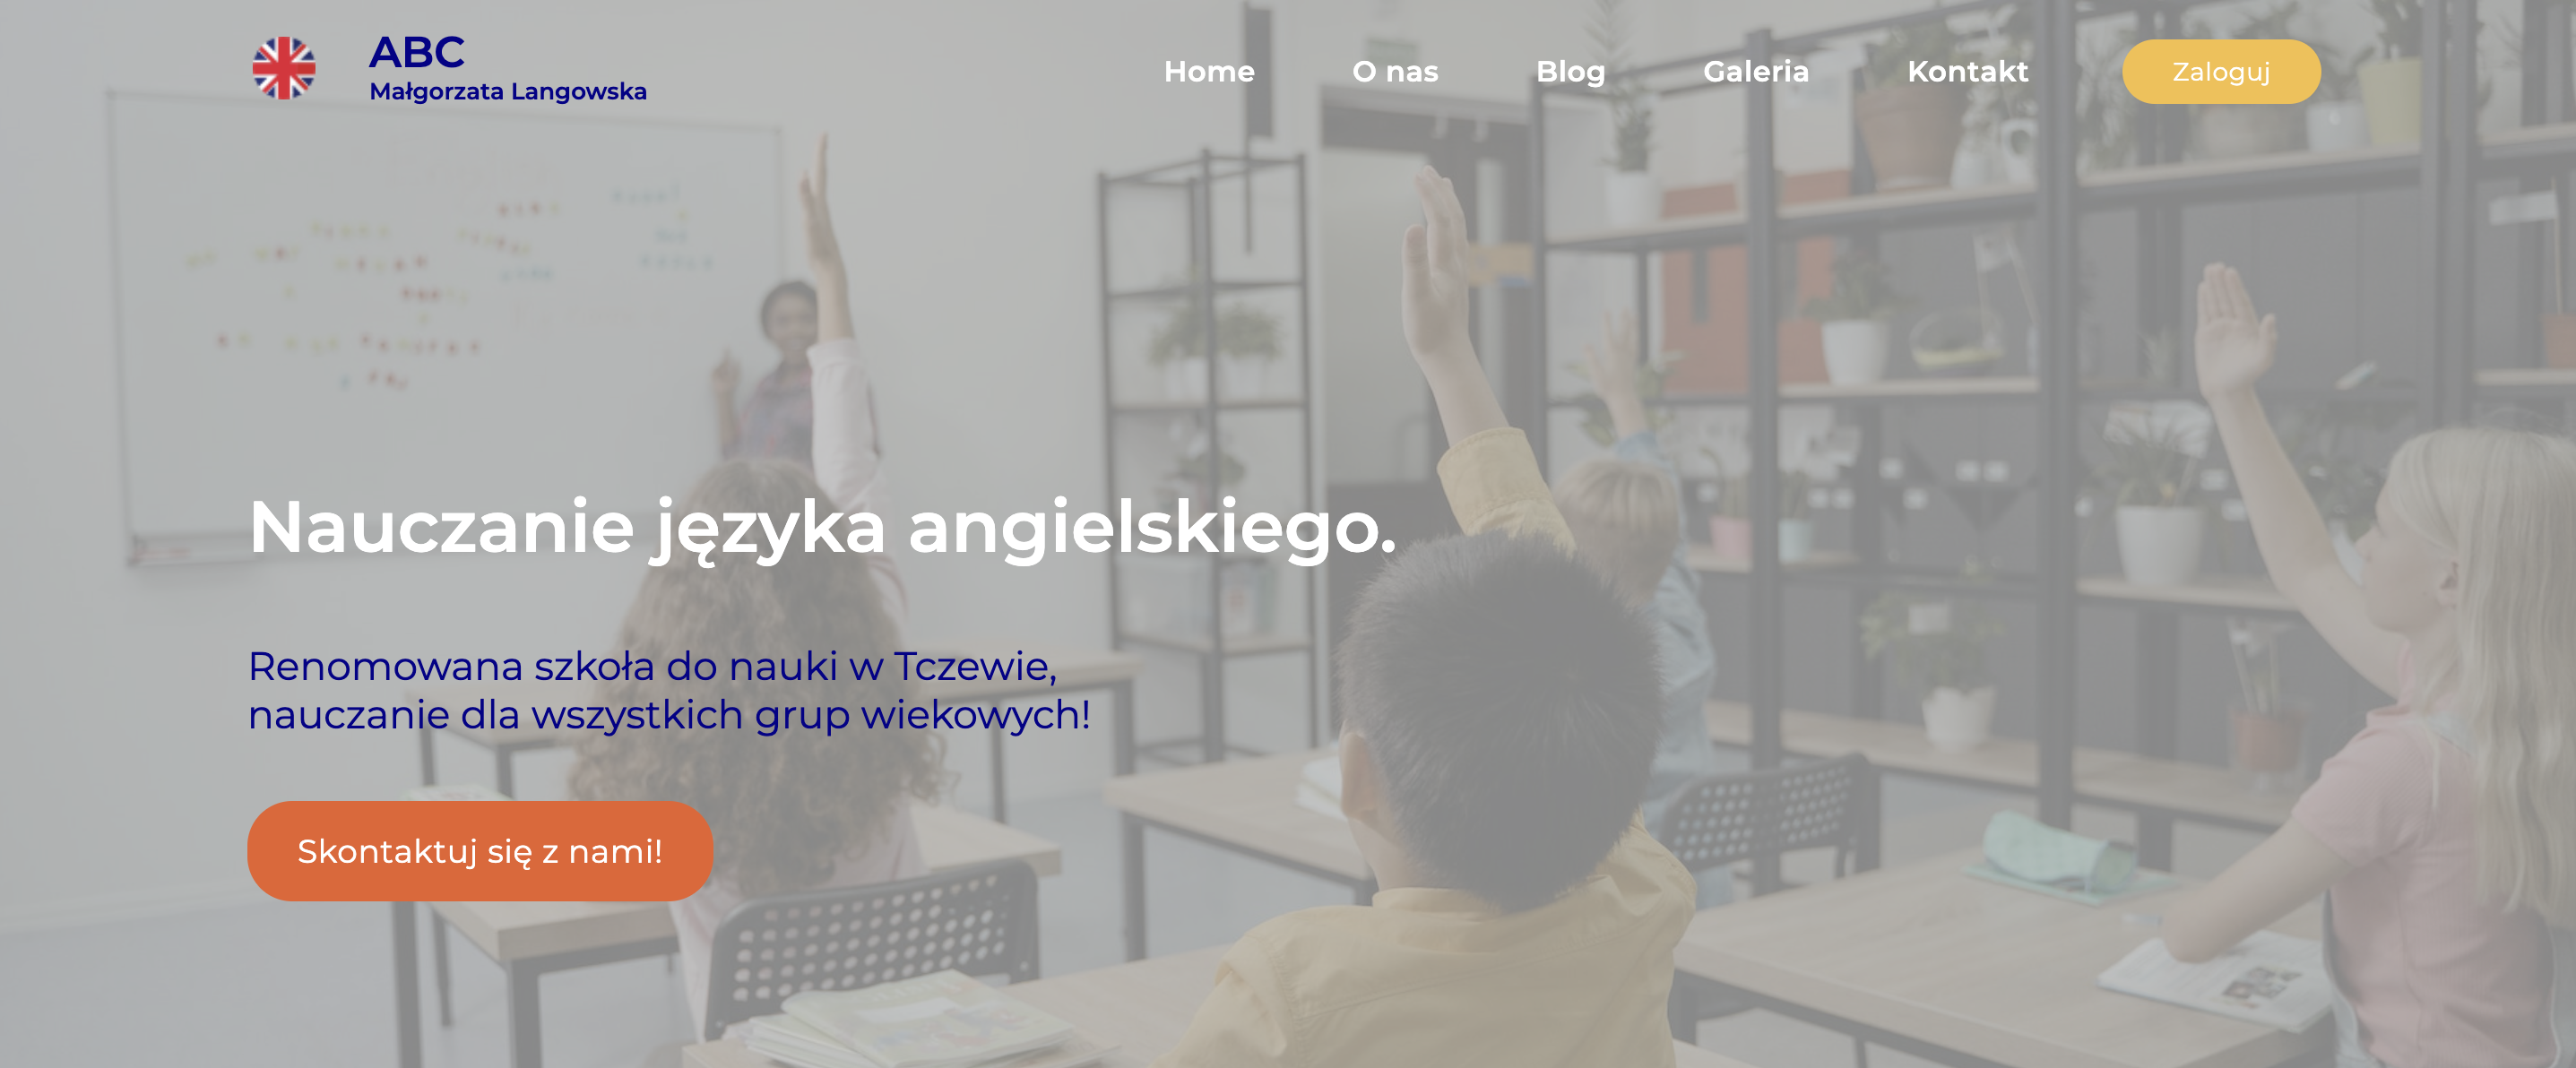 ABC
Małgorzata Langowska
Home
O nas
Blog
Galeria
Kontakt
Zaloguj
Nauczanie języka angielskiego.
Renomowana szkoła do nauki w Tczewie,
nauczanie dla wszystkich grup wiekowych!
Skontaktuj się z nami!